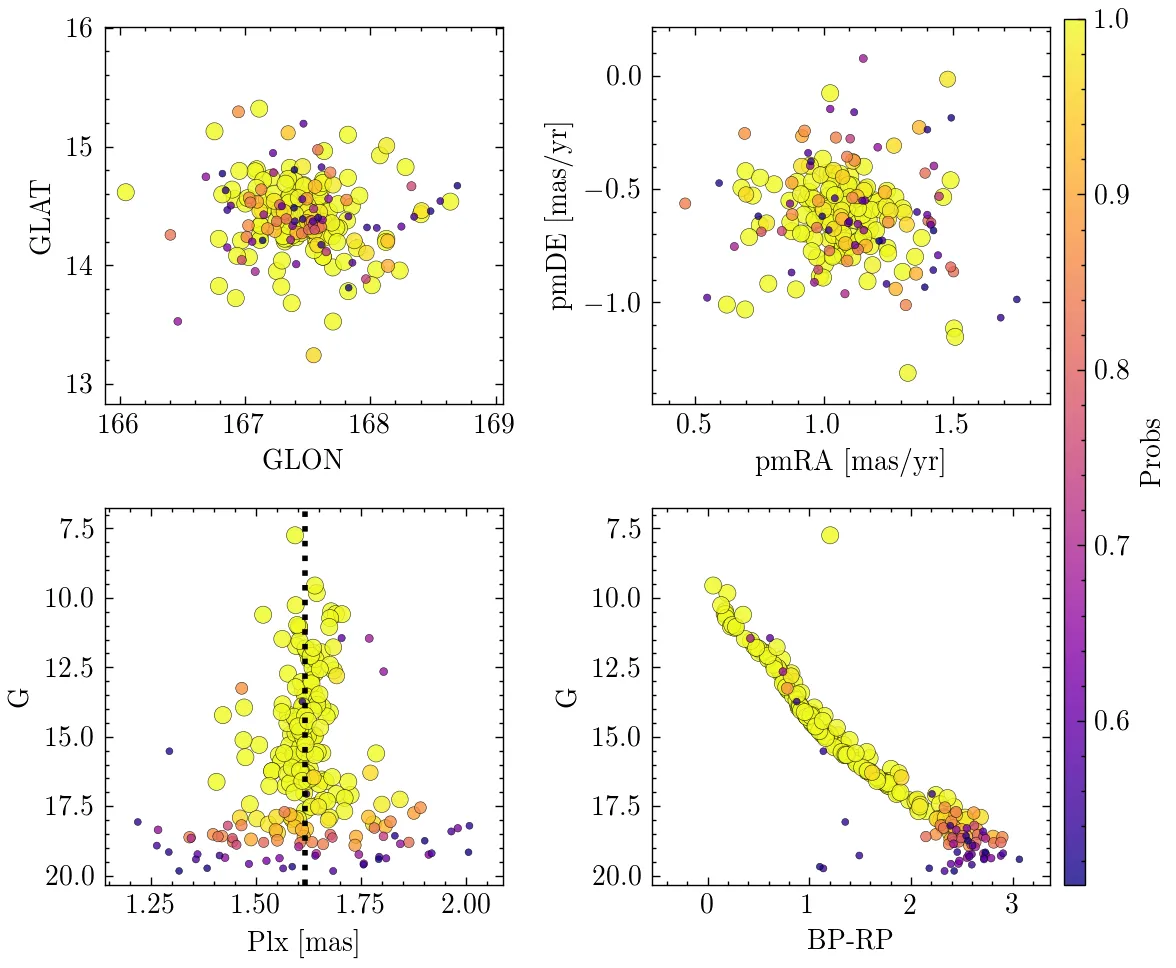 16
15
14
13
GLAT
166 167 168 169
GLON
0.0
−0.5
−1.0
pmDE [mas/yr]
0.5 1.0 1.5
pmRA [mas/yr]
7.5
10.0
12.5
15.0
17.5
20.0
G
1.25 1.50 1.75 2.00
Plx [mas]
7.5
10.0
12.5
15.0
17.5
20.0
G
0 1 2 3
BP-RP
1.0
0.9
0.8
0.7
0.6
Probs